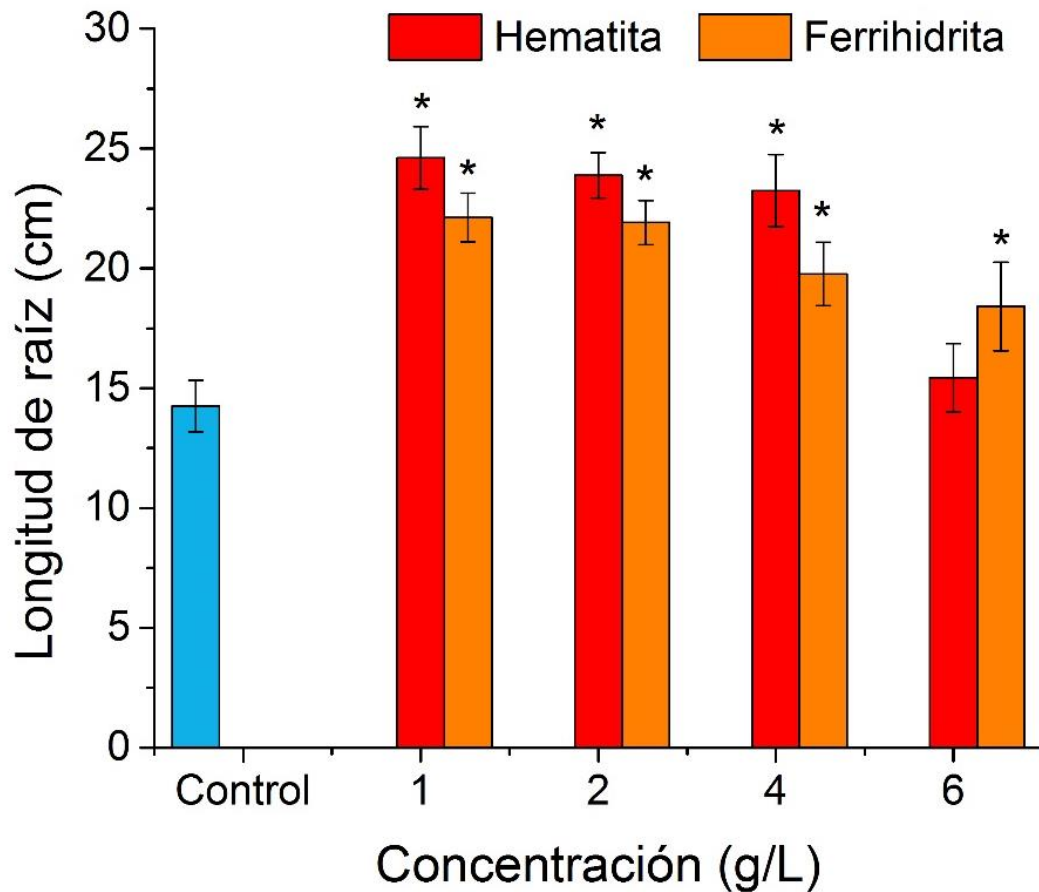 Hematita Ferrihidrita
Longitud de raíz (cm)
30
25
20
15
10
5
0
* * * * * * *
Control 1 2 4 6
Concentración (g/L)